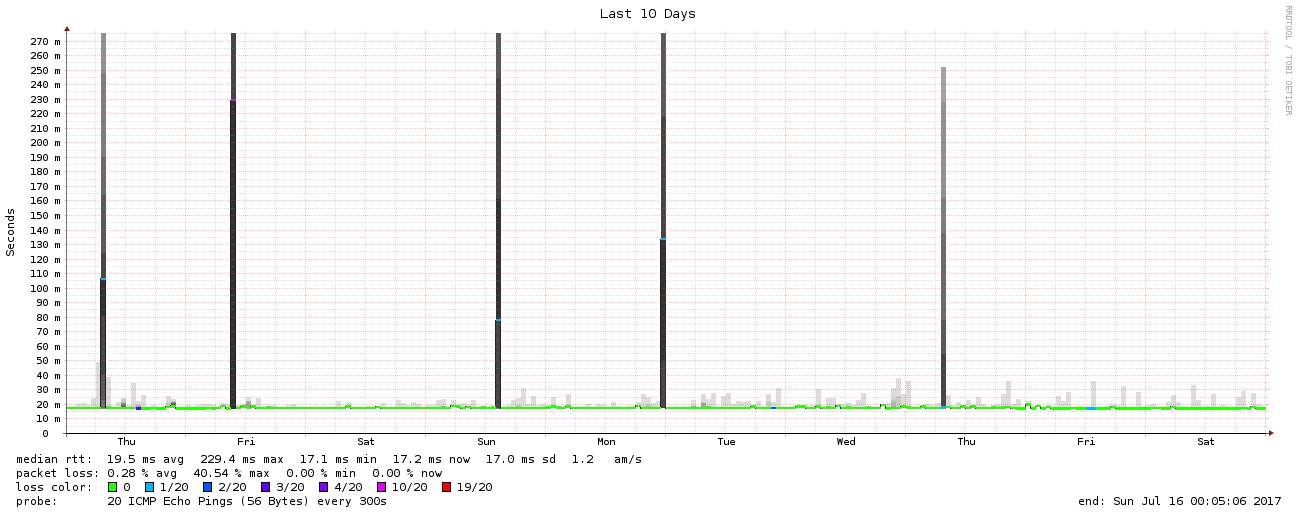 Last 10 Days
RRDTOOL / TOBI OETIKER
Seconds
270 m
260 m
250 m
240 m
230 m
220 m
210 m
200 m
190 m
180 m
170 m
160 m
150 m
140 m
130 m
120 m
110 m
100 m
90 m
80 m
70 m
60 m
50 m
40 m
30 m
20 m
10 m
0
Thu Fri Sat Sun Mon Tue Wed Thu Fri Sat
median rtt: 19.5 ms avg 229.4 ms max 17.1 ms min 17.2 ms now 17.0 ms sd 1.2 am/s
packet loss: 0.28 % avg 40.54 % max 0.00 % min 0.00 % now
loss color: 0 1/20 2/20 3/20 4/20 10/20 19/20
probe: 20 ICMP Echo Pings (56 Bytes) every 300s end: Sun Jul 16 00:05:06 2017